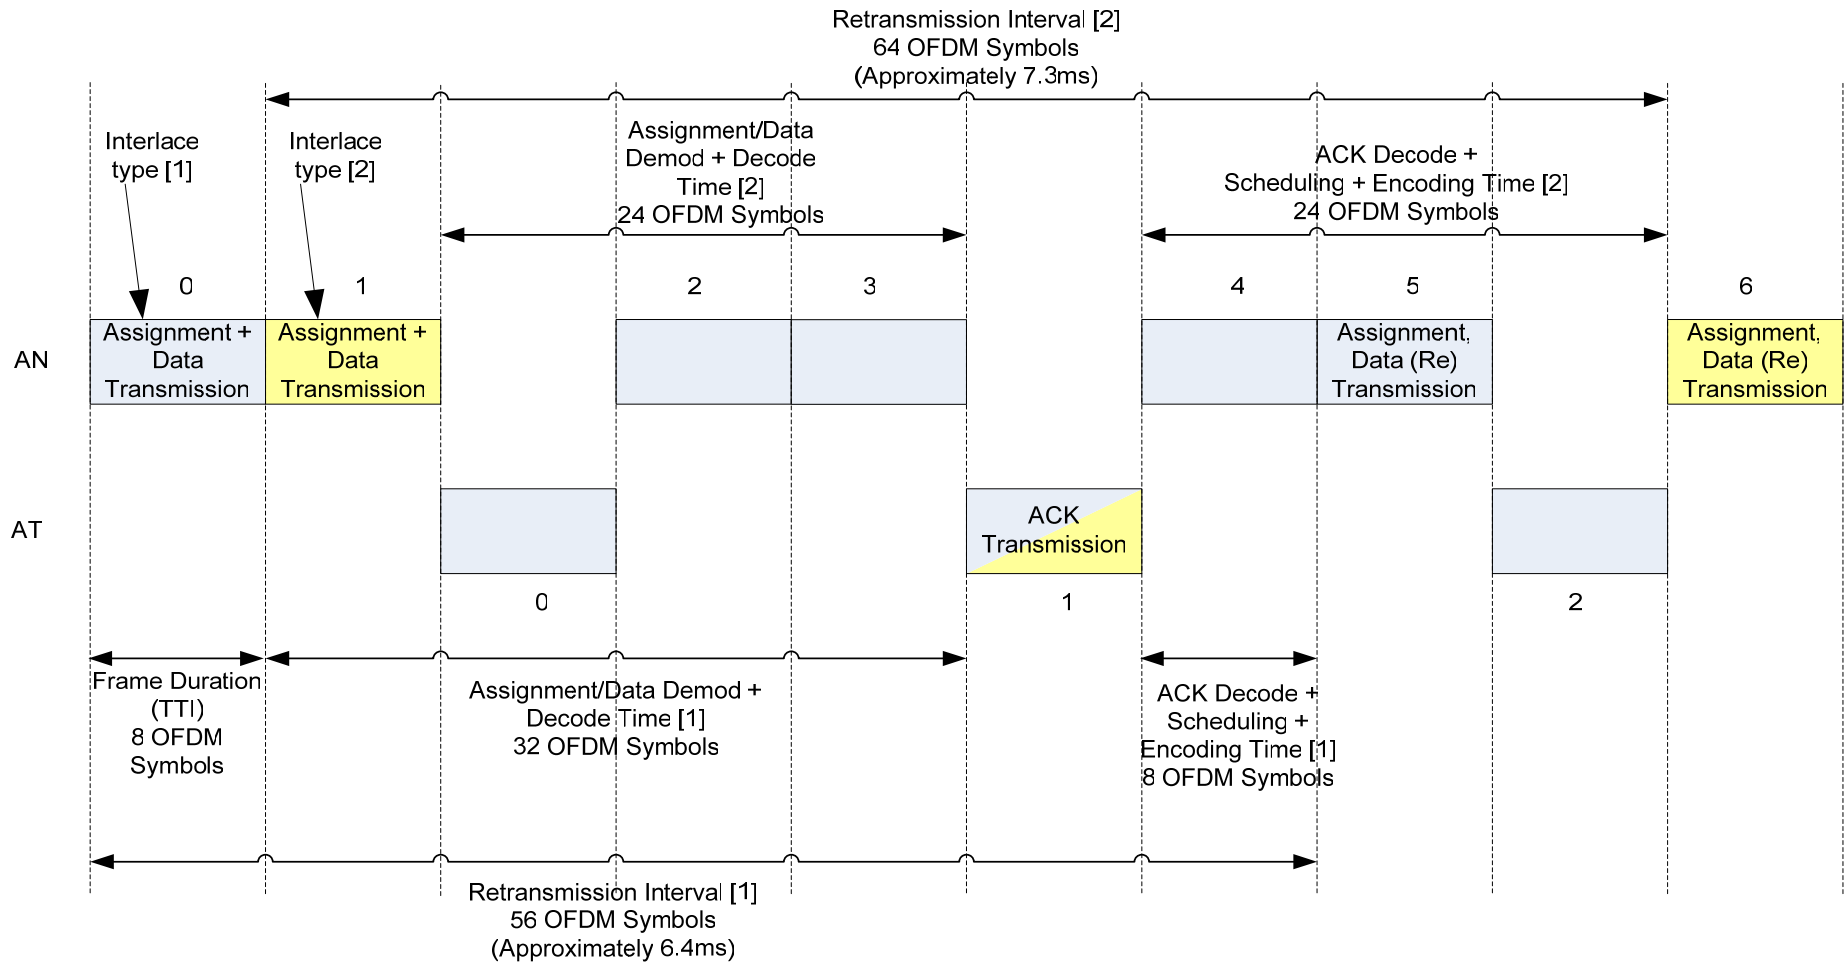 Retransmission Interval [2]
64 OFDM Symbols
(Approximately 7.3ms)
Interlace
type [1]
Interlace
type [2]
Assignment/Data
Demod + Decode
Time [2]
24 OFDM Symbols
ACK Decode +
Scheduling + Encoding Time [2]
24 OFDM Symbols
0
1
2
3
4
5
6
AN
Assignment +
Data
Transmission
Assignment +
Data
Transmission
Assignment,
Data (Re)
Transmission
Assignment,
Data (Re)
Transmission
AT
ACK
Transmission
0
1
2
Frame Duration
(TTI)
8 OFDM
Symbols
Assignment/Data Demod +
Decode Time [1]
32 OFDM Symbols
ACK Decode +
Scheduling +
Encoding Time [1]
8 OFDM Symbols
Retransmission Interval [1]
56 OFDM Symbols
(Approximately 6.4ms)